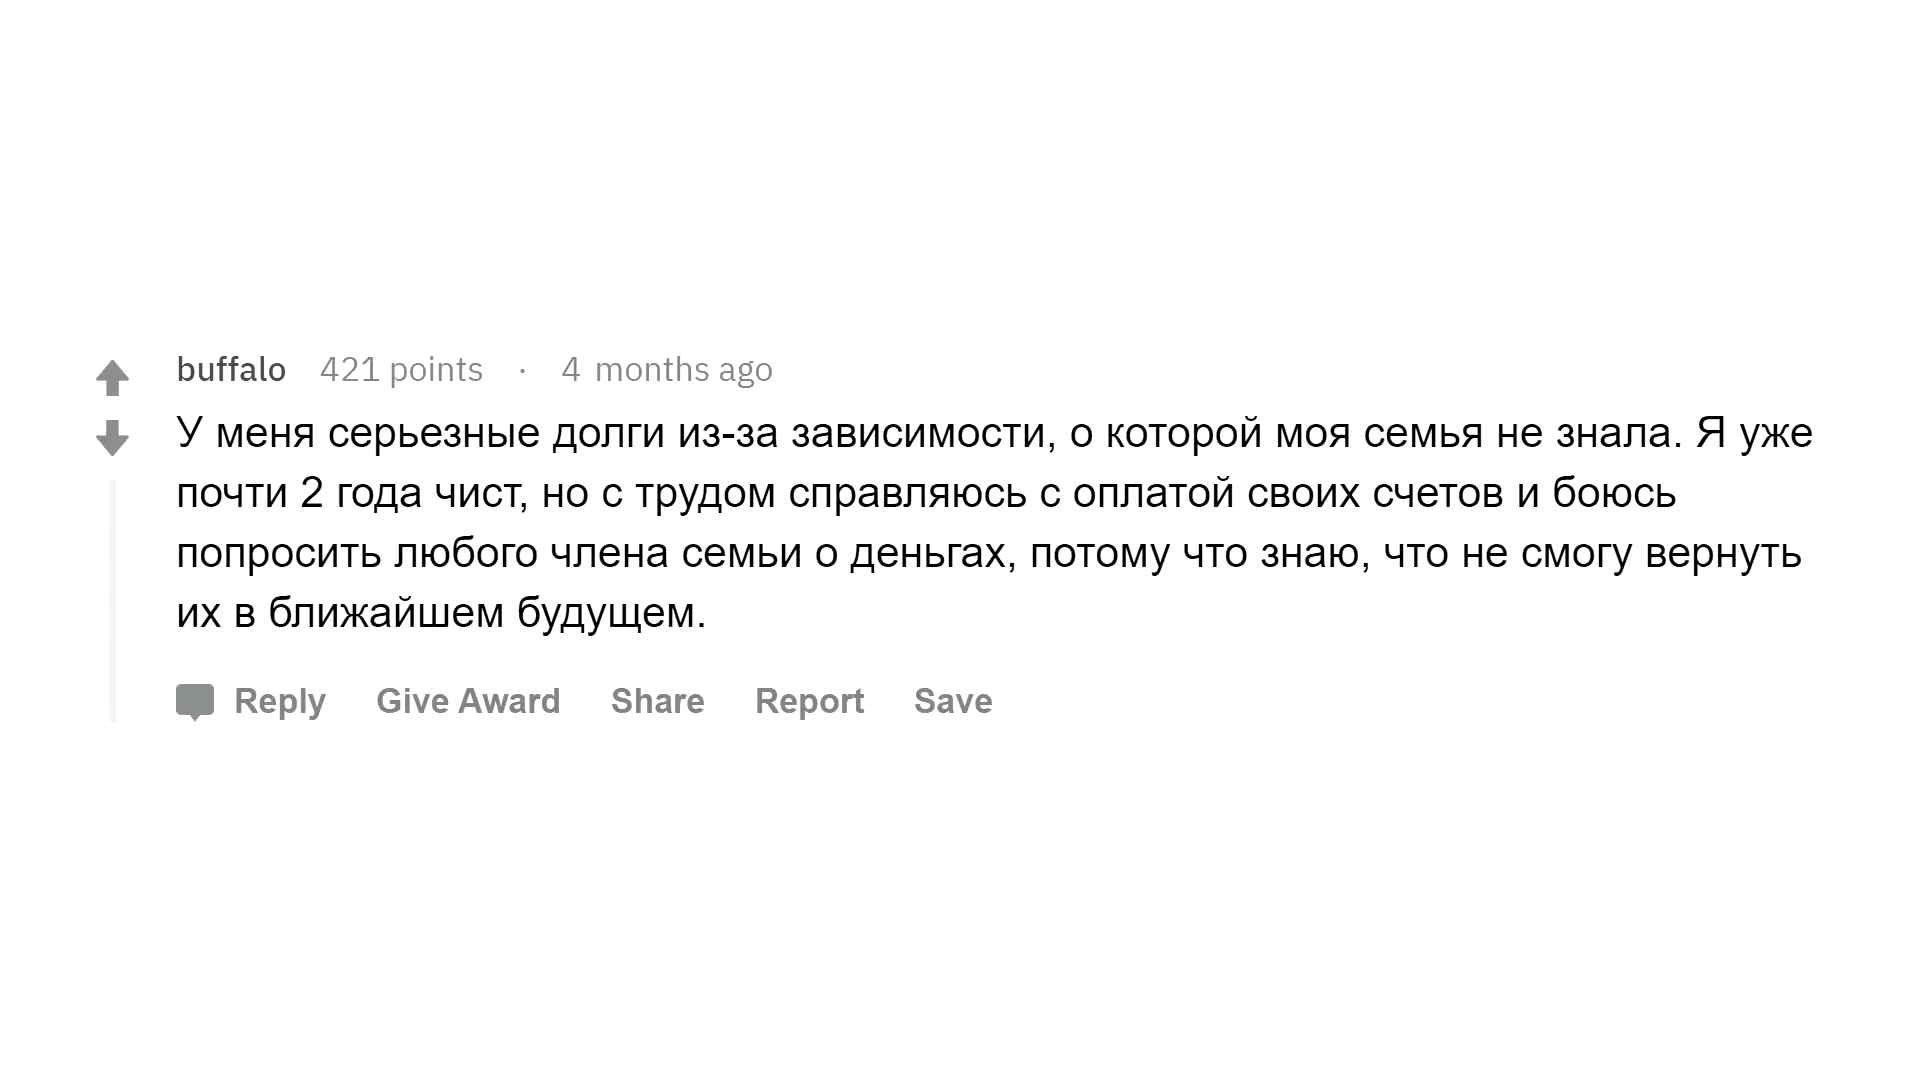 buffalo 421 points · 4 months ago
У меня серьезные долги из-за зависимости, о которой моя семья не знала. Я уже
почти 2 года чист, но с трудом справляюсь с оплатой своих счетов и боюсь
попросить любого члена семьи о деньгах, потому что знаю, что не смогу вернуть
их в ближайшем будущем.
Reply Give Award Share Report Save